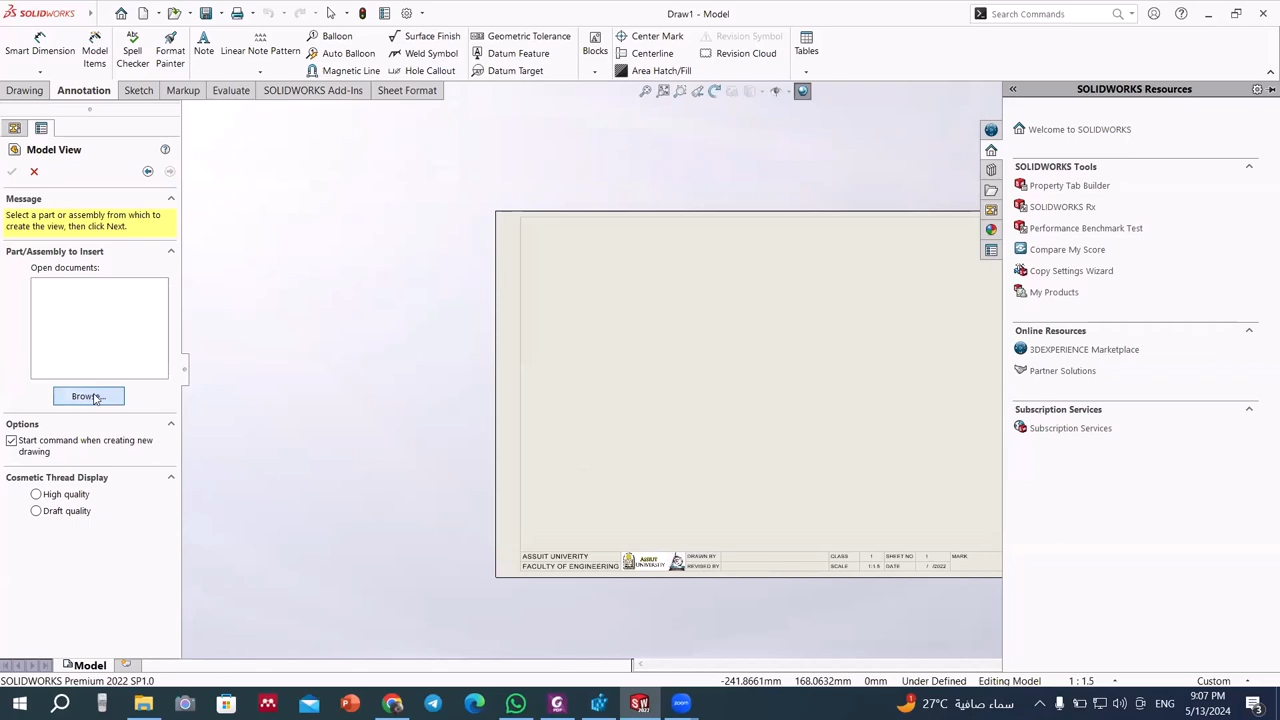 SOLIDWORKS
Draw1 - Model
Search Commands
Smart Dimension
Model Items
Spell Checker
Format Painter
Note
Linear Note Pattern
Balloon
Auto Balloon
Magnetic Line
Surface Finish
Weld Symbol
Hole Callout
Geometric Tolerance
Datum Feature
Datum Target
Blocks
Center Mark
Centerline
Area Hatch/Fill
Revision Symbol
Revision Cloud
Tables
Drawing
Annotation
Sketch
Markup
Evaluate
SOLIDWORKS Add-Ins
Sheet Format
Model View
Message
Select a part or assembly from which to
create the view, then click Next.
Part/Assembly to Insert
Open documents:
Browse...
Options
Start command when creating new
drawing
Cosmetic Thread Display
High quality
Draft quality
ASSUIT UNIVERITY
FACULTY OF ENGINEERING
ASSUIT
UNIVERSITY
DRAWN BY
REVISED BY
GLASS 1 SHEET NO 1 MARK
SCALE 1:1.5 DATE / /2022
SOLIDWORKS Resources
Welcome to SOLIDWORKS
SOLIDWORKS Tools
Property Tab Builder
SOLIDWORKS Rx
Performance Benchmark Test
Compare My Score
Copy Settings Wizard
My Products
Online Resources
3DEXPERIENCE Marketplace
Partner Solutions
Subscription Services
Subscription Services
Model
SOLIDWORKS Premium 2022 SP1.0
-241.8661mm 168.0632mm 0mm Under Defined Editing Model 1 : 1.5 Custom
27°C سماء صافية
ENG
9:07 PM
5/13/2024